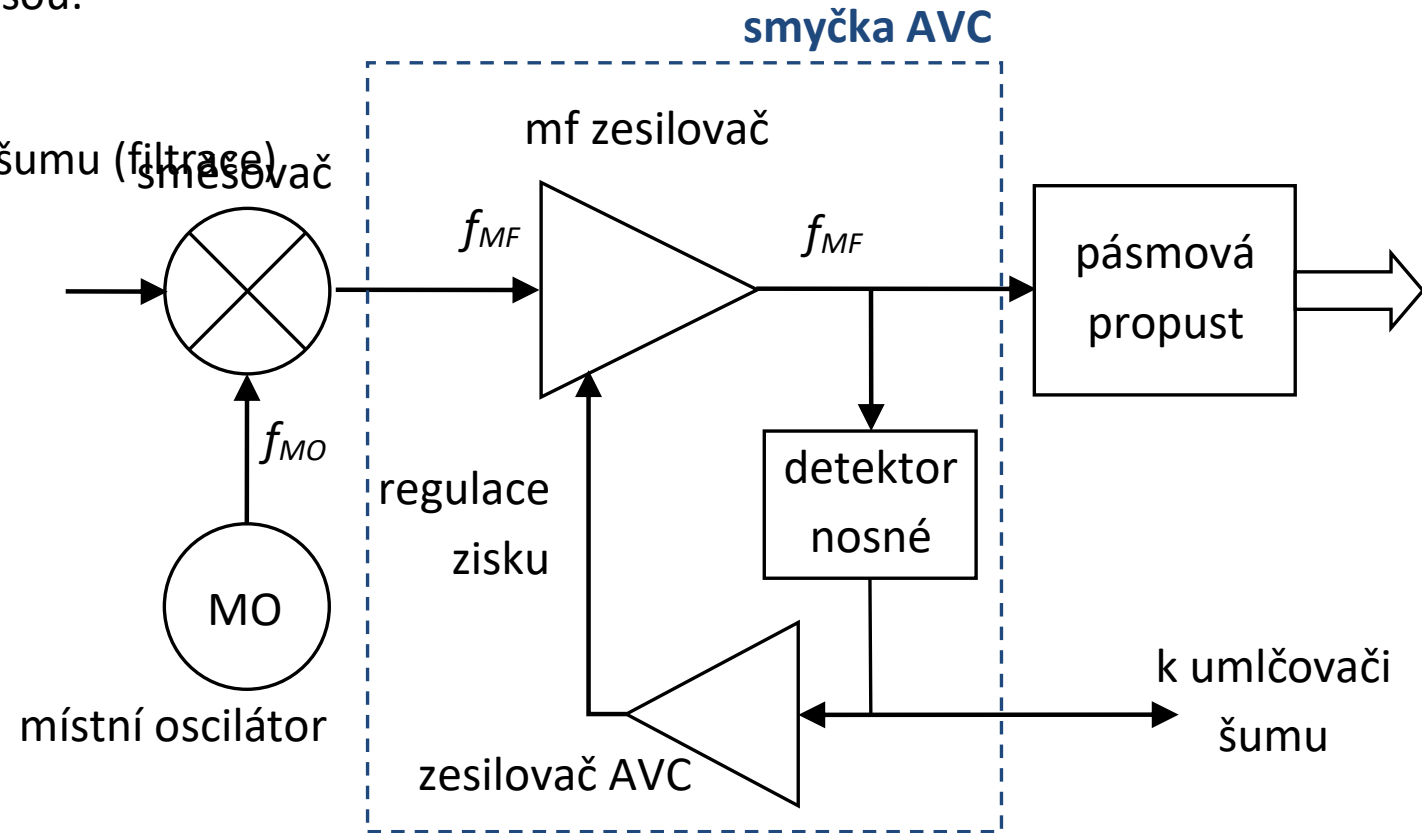 sou:
smyčka AVC
mf zesilovač
šumu (filtrace)
směšovač
fMF
fMF
pásmová
propust
fMO
detektor
nosné
regulace
zisku
MO
k umlčovači
šumu
místní oscilátor
zesilovač AVC